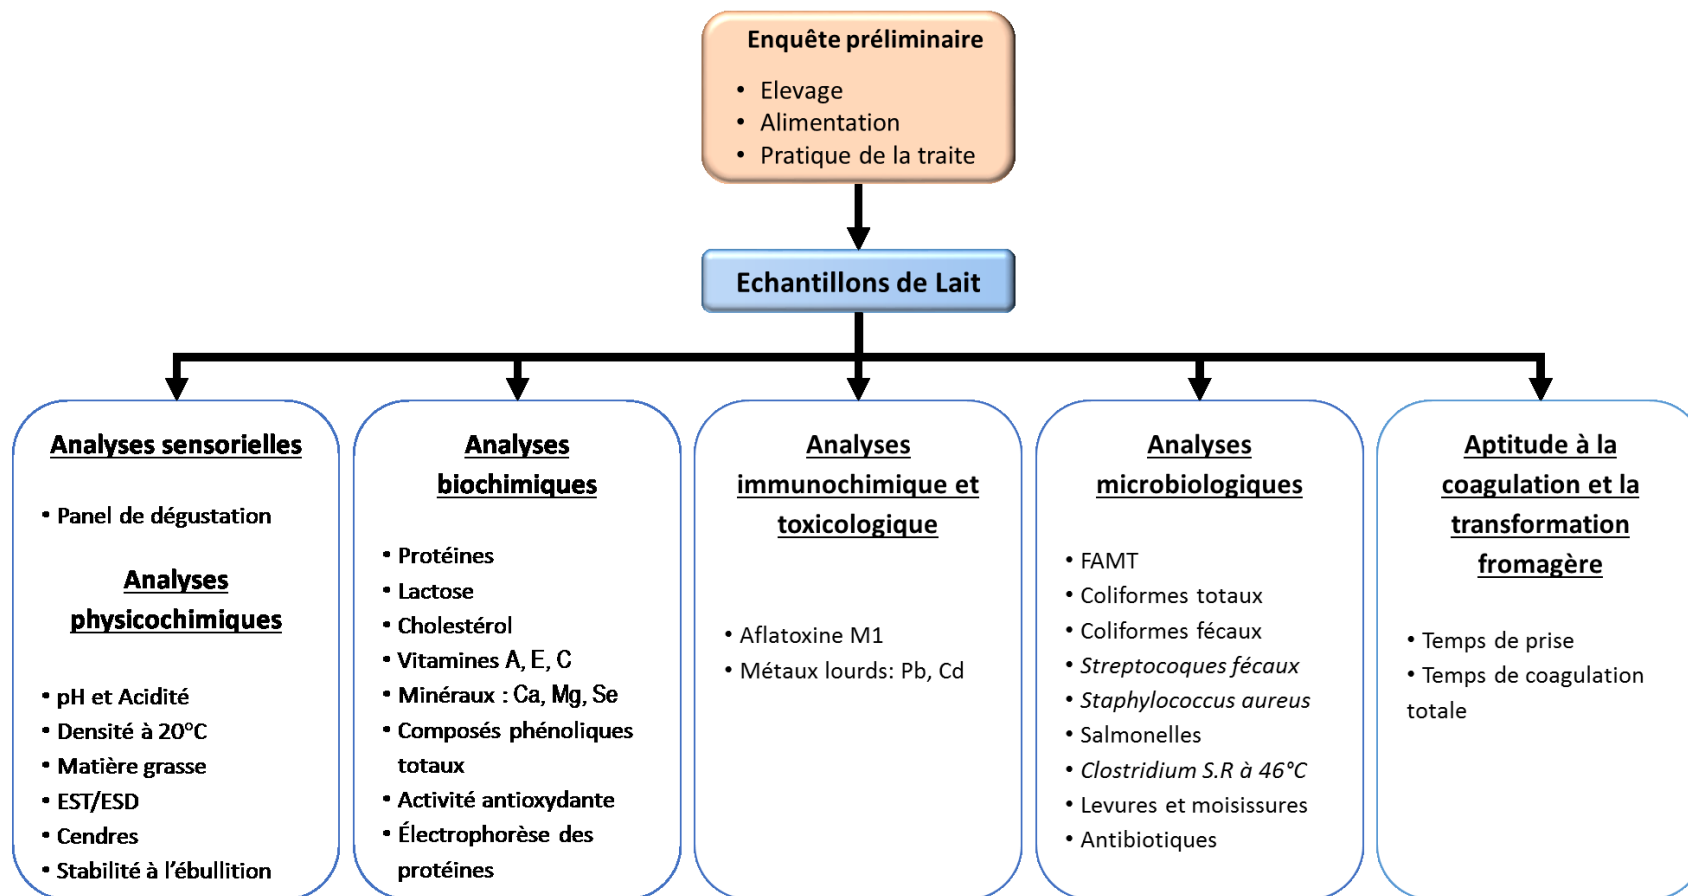 Enquête préliminaire
• Elevage
• Alimentation
• Pratique de la traite
Echantillons de Lait
Analyses sensorielles
• Panel de dégustation
Analyses
physicochimiques
• pH et Acidité
• Densité à 20°C
• Matière grasse
• EST/ESD
• Cendres
• Stabilité à l'ébullition
Analyses
biochimiques
• Protéines
• Lactose
• Cholestérol
• Vitamines A, E, C
• Minéraux : Ca, Mg, Se
• Composés phénoliques
totaux
• Activité antioxydante
• Électrophorèse des
protéines
Analyses
immunochimique et
toxicologique
• Aflatoxine M1
• Métaux lourds: Pb, Cd
Analyses
microbiologiques
• FAMT
• Coliformes totaux
• Coliformes fécaux
• Streptocoques fécaux
• Staphylococcus aureus
• Salmonelles
• Clostridium S.R à 46°C
• Levures et moisissures
• Antibiotiques
Aptitude à la
coagulation et la
transformation
fromagère
• Temps de prise
• Temps de coagulation
totale